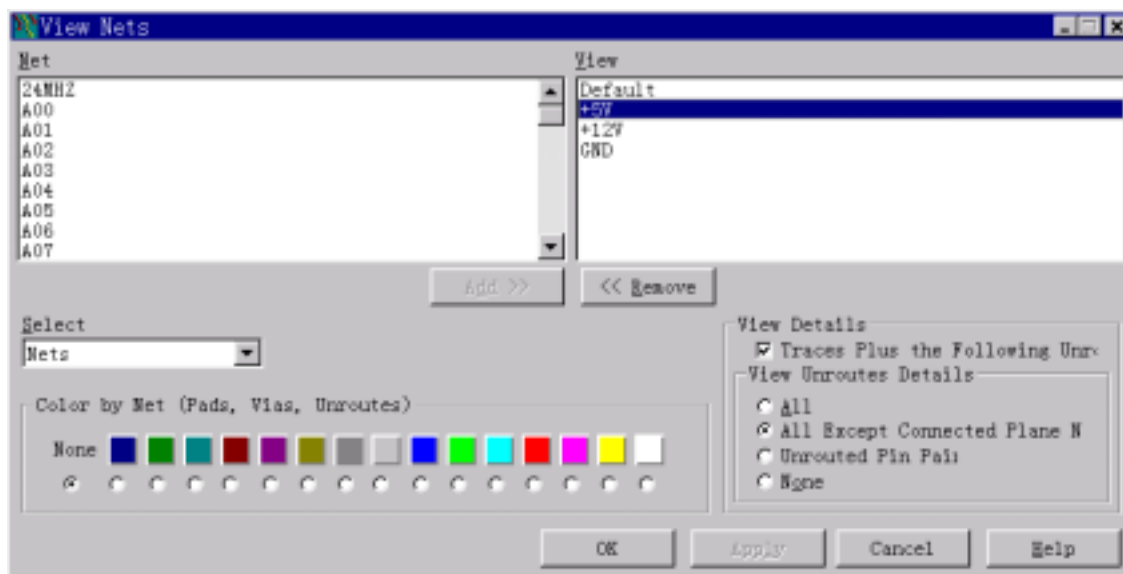 View Nets
Net
24MHZ
A00
A01
A02
A03
A04
A05
A06
A07
View
Default
+5V
+12V
GND
Add >>
<< Remove
Select
Nets
Color by Net (Pads, Vias, Unroutes)
None
View Details
Traces Plus the Following Unr
View Unroutes Details
All
All Except Connected Plane N
Unrouted Pin Pai
None
OK
Apply
Cancel
Help